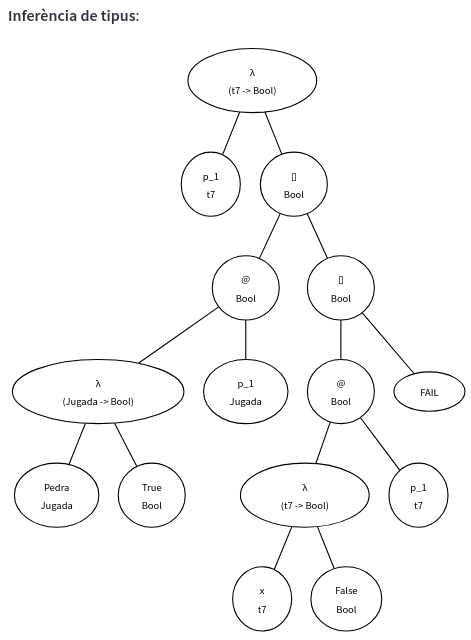 Inferència de tipus:
λ
(t7 -> Bool)
p_1
t7
▯
Bool
@
Bool
▯
Bool
λ
(Jugada -> Bool)
p_1
Jugada
@
Bool
FAIL
Pedra
Jugada
True
Bool
λ
(t7 -> Bool)
p_1
t7
x
t7
False
Bool